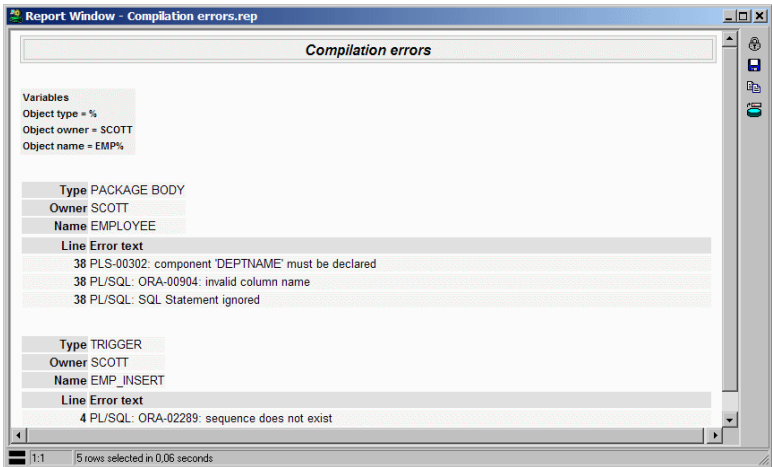 Report Window - Compilation errors.rep
Compilation errors
Variables
Object type = %
Object owner = SCOTT
Object name = EMP%
Type PACKAGE BODY
Owner SCOTT
Name EMPLOYEE
Line Error text
38 PLS-00302: component 'DEPTNAME' must be declared
38 PL/SQL: ORA-00904: invalid column name
38 PL/SQL: SQL Statement ignored
Type TRIGGER
Owner SCOTT
Name EMP_INSERT
Line Error text
4 PL/SQL: ORA-02289: sequence does not exist
1:1 5 rows selected in 0,06 seconds